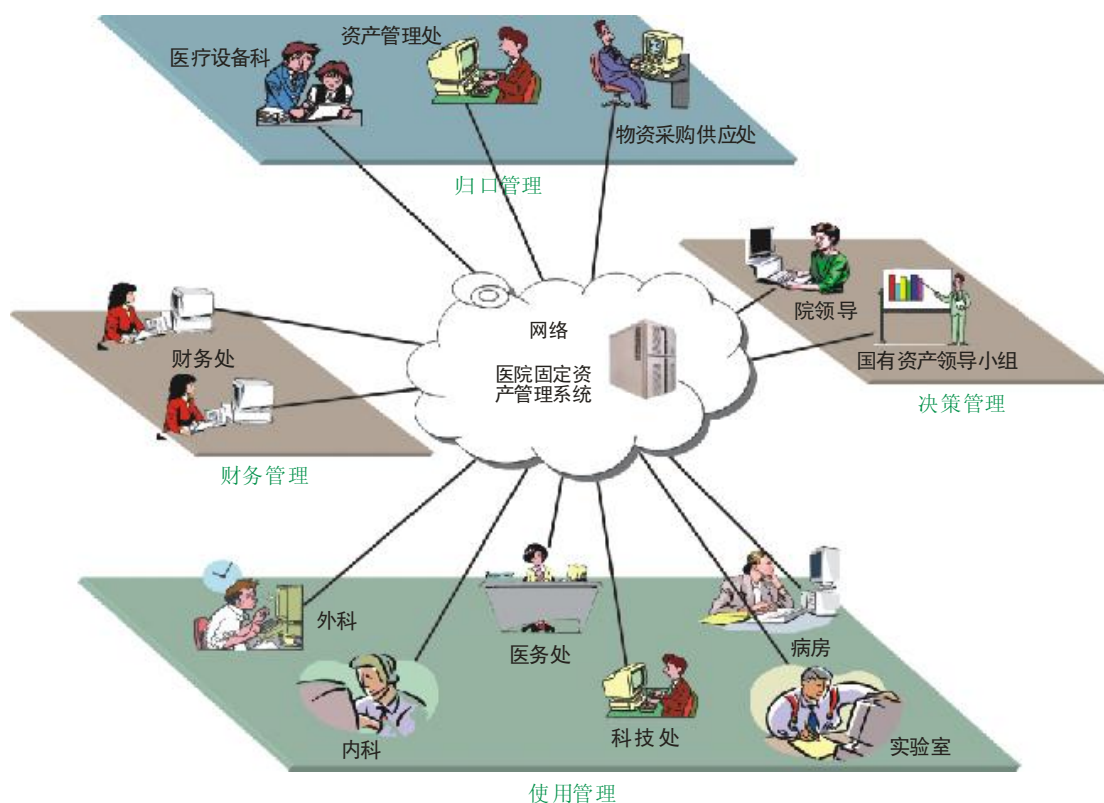 资产管理处
医疗设备科
物资采购供应处
归口管理
院领导
国有资产领导小组
决策管理
网络
医院固定资
产管理系统
财务处
财务管理
外科
内科
医务处
科技处
病房
实验室
使用管理